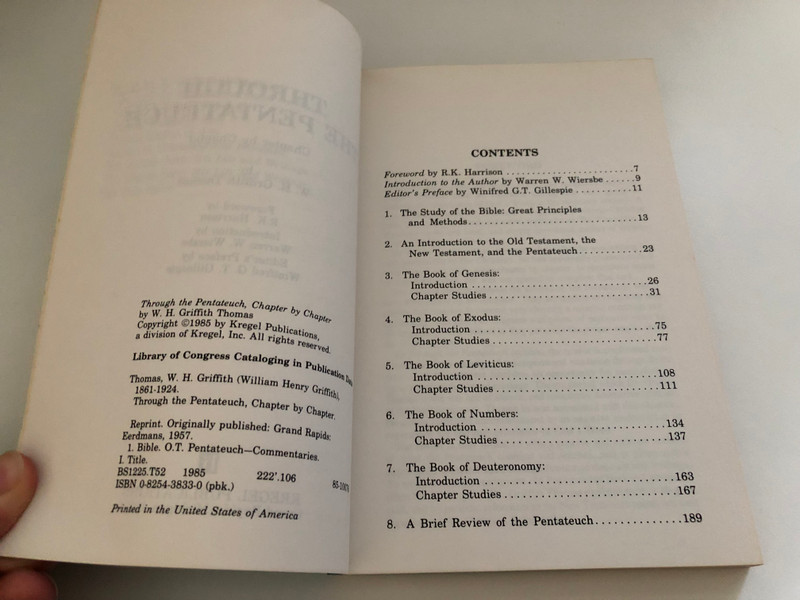 Through the Pentateuch, Chapter by Chapter
by W. H. Griffith Thomas
Copyright ©1985 by Kregel Publications,
a division of Kregel, Inc. All rights reserved.
Library of Congress Cataloging in Publication
Thomas, W. H. Griffith (William Henry Griffith),
1861-1924.
Through the Pentateuch, Chapter by Chapter.
Reprint. Originally published: Grand Rapids:
Eerdmans, 1957.
1. Bible. O.T. Pentateuch—Commentaries.
I. Title.
BS1225.T52 1985 222'.106
ISBN 0-8254-3833-0 (pbk.)
Printed in the United States of America
CONTENTS
Foreword by R.K. Harrison . . . . . . . . . . . . . . . . . . . . . . 7
Introduction to the Author by Warren W. Wiersbe . . . . . . 9
Editor's Preface by Winifred G.T. Gillespie . . . . . . . . . . . 11
1. The Study of the Bible: Great Principles
and Methods . . . . . . . . . . . . . . . . . . . . . . . . . . . . 13
2. An Introduction to the Old Testament, the
New Testament, and the Pentateuch . . . . . . . . . . . . 23
3. The Book of Genesis:
Introduction . . . . . . . . . . . . . . . . . . . . . . . . . . . . 26
Chapter Studies . . . . . . . . . . . . . . . . . . . . . . . . . 31
4. The Book of Exodus:
Introduction . . . . . . . . . . . . . . . . . . . . . . . . . . . . 75
Chapter Studies . . . . . . . . . . . . . . . . . . . . . . . . . 77
5. The Book of Leviticus:
Introduction . . . . . . . . . . . . . . . . . . . . . . . . . . . . 108
Chapter Studies . . . . . . . . . . . . . . . . . . . . . . . . . 111
6. The Book of Numbers:
Introduction . . . . . . . . . . . . . . . . . . . . . . . . . . . . 134
Chapter Studies . . . . . . . . . . . . . . . . . . . . . . . . . 137
7. The Book of Deuteronomy:
Introduction . . . . . . . . . . . . . . . . . . . . . . . . . . . . 163
Chapter Studies . . . . . . . . . . . . . . . . . . . . . . . . . 167
8. A Brief Review of the Pentateuch . . . . . . . . . . . . . . 189